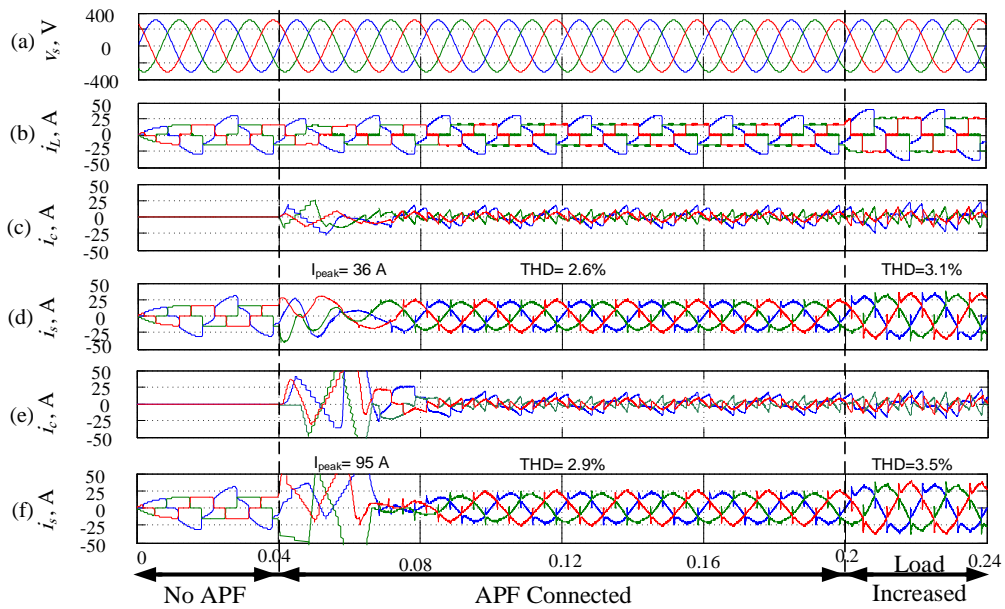 400
(a) v_s, V 0
-400
50
25
(b) i_L, A 0
-25
-50
50
25
(c) i_c, A 0
-25
-50
I_peak= 36 A THD= 2.6% THD=3.1%
50
25
(d) i_s, A 0
-25
-50
50
25
(e) i_c, A 0
-25
-50
I_peak= 95 A THD= 2.9% THD=3.5%
50
25
(f) i_s, A 0
-25
-50
0 0.04 0.08 0.12 0.16 0.2 0.24
No APF APF Connected Load
Increased